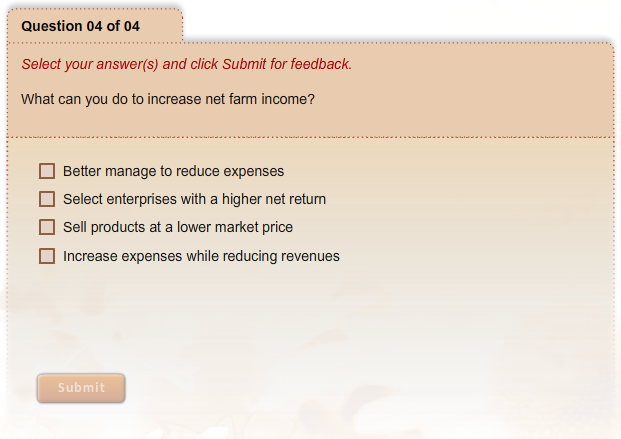 Question 04 of 04
Select your answer(s) and click Submit for feedback.
What can you do to increase net farm income?
Better manage to reduce expenses
Select enterprises with a higher net return
Sell products at a lower market price
Increase expenses while reducing revenues
Submit